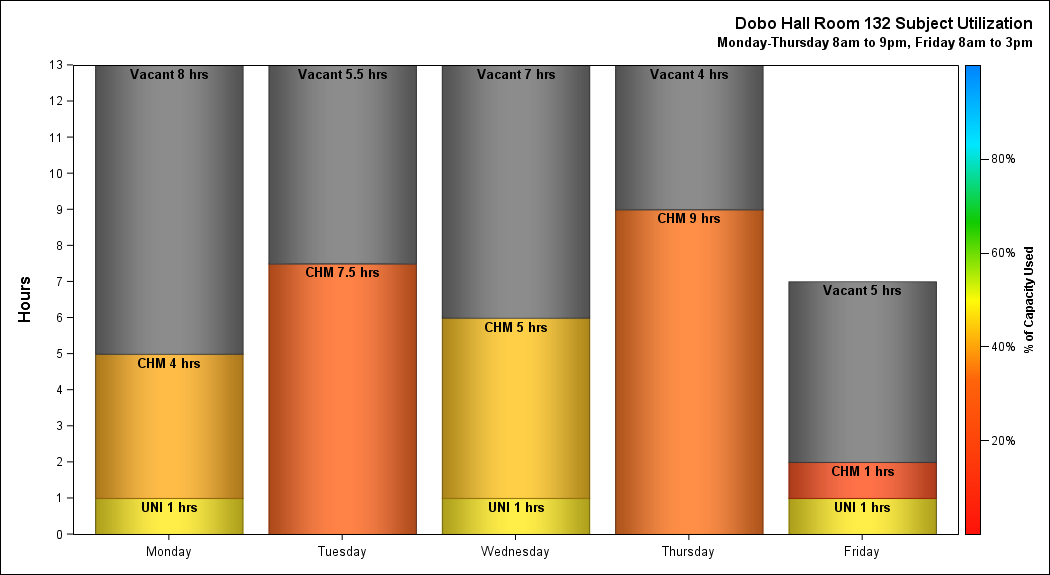 Dobo Hall Room 132 Subject Utilization
Monday-Thursday 8am to 9pm, Friday 8am to 3pm
Hours
13
12
11
10
9
8
7
6
5
4
3
2
1
0
Vacant 8 hrs
CHM 4 hrs
UNI 1 hrs
Vacant 5.5 hrs
CHM 7.5 hrs
Vacant 7 hrs
CHM 5 hrs
UNI 1 hrs
Vacant 4 hrs
CHM 9 hrs
Vacant 5 hrs
CHM 1 hrs
UNI 1 hrs
Monday
Tuesday
Wednesday
Thursday
Friday
80%
60%
40%
20%
% of Capacity Used